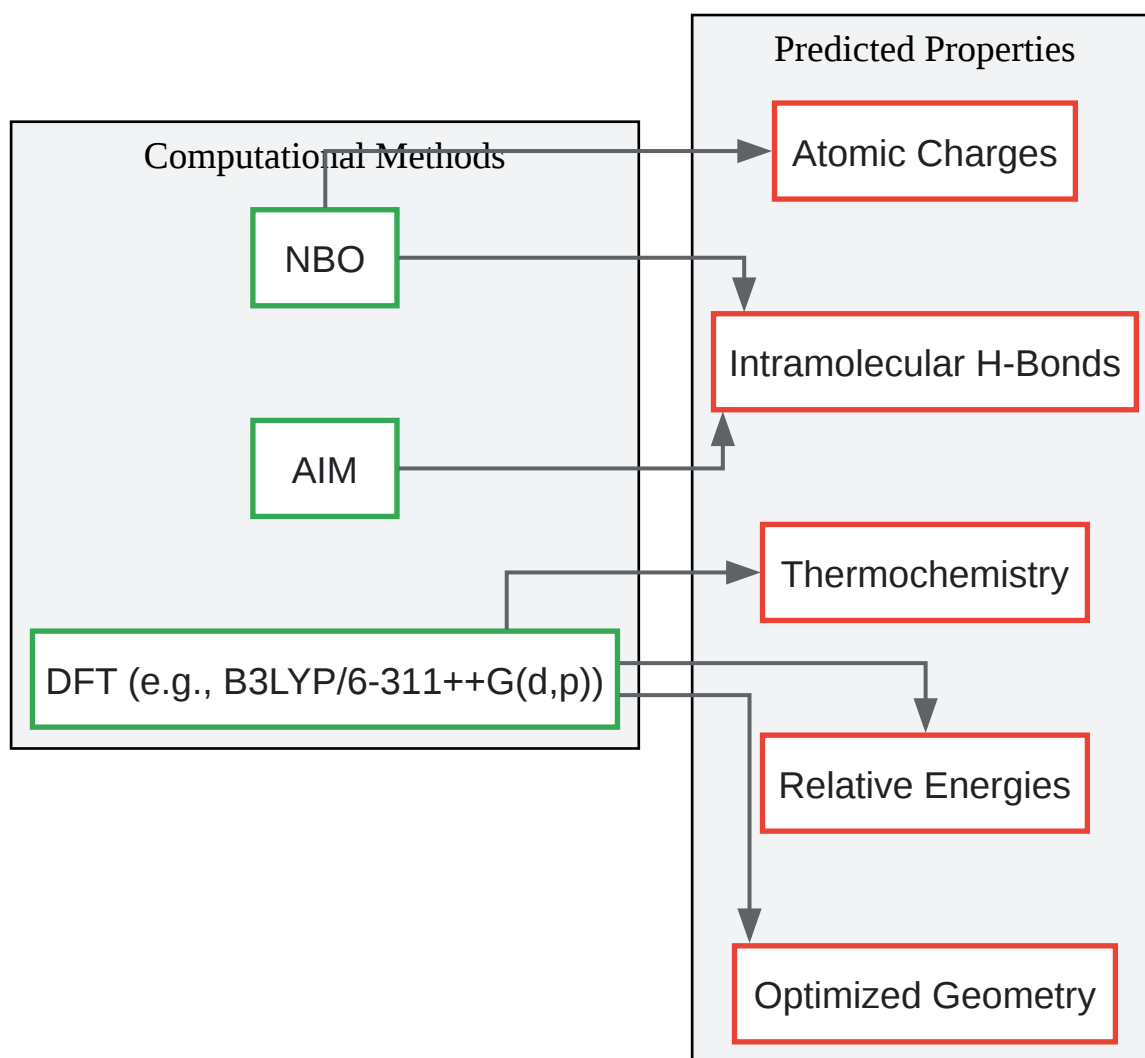 Computational Methods
NBO
AIM
DFT (e.g., B3LYP/6-311++G(d,p))
Predicted Properties
Atomic Charges
Intramolecular H-Bonds
Thermochemistry
Relative Energies
Optimized Geometry